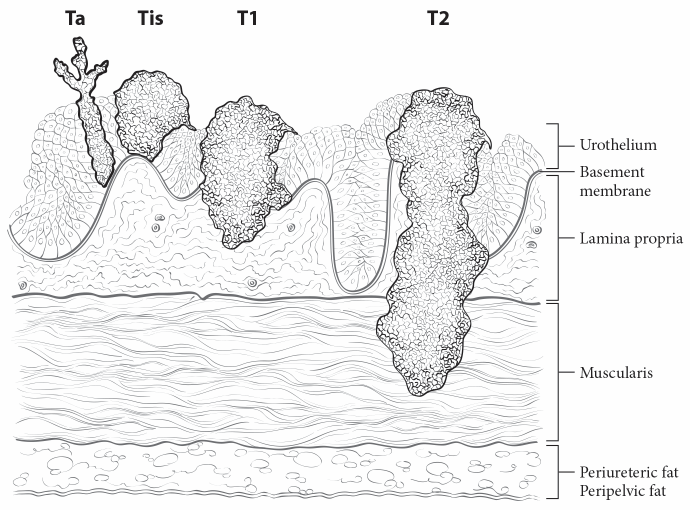 Ta Tis T1 T2
Urothelium
Basement
membrane
Lamina propria
Muscularis
Periureteric fat
Peripelvic fat